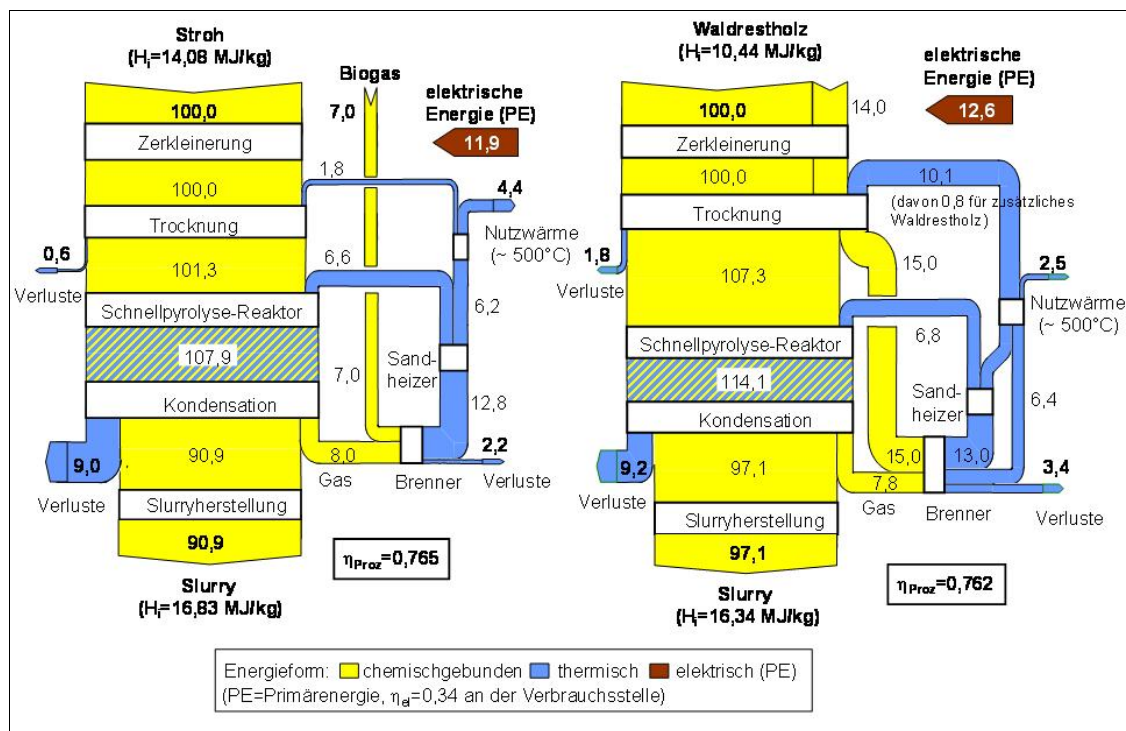 Stroh
(Hi=14,08 MJ/kg)
Biogas
elektrische
Energie (PE)
100,0
7,0
11,9
Zerkleinerung
1,8
100,0
4,4
Trocknung
Nutzwärme
(~ 500°C)
0,6
Verluste
101,3
6,6
6,2
Schnellpyrolyse-Reaktor
107,9
7,0
Sand-
heizer
Kondensation
12,8
9,0
Verluste
90,9
8,0
Gas
Brenner
2,2
Verluste
Slurryherstellung
90,9
ηProz=0,765
Slurry
(Hi=16,83 MJ/kg)
Waldrestholz
(Hi=10,44 MJ/kg)
elektrische
Energie (PE)
100,0
14,0
12,6
Zerkleinerung
100,0
10,1
(davon 0,8 für zusätzliches
Waldrestholz)
Trocknung
1,8
Verluste
107,3
15,0
2,5
Nutzwärme
(~ 500°C)
Schnellpyrolyse-Reaktor
6,8
114,1
Sand-
heizer
6,4
Kondensation
9,2
Verluste
97,1
15,0
13,0
7,8
Gas
Brenner
3,4
Verluste
Slurryherstellung
97,1
ηProz=0,762
Slurry
(Hi=16,34 MJ/kg)
Energieform: chemischgebunden thermisch elektrisch (PE)
(PE=Primärenergie, ηel=0,34 an der Verbrauchsstelle)